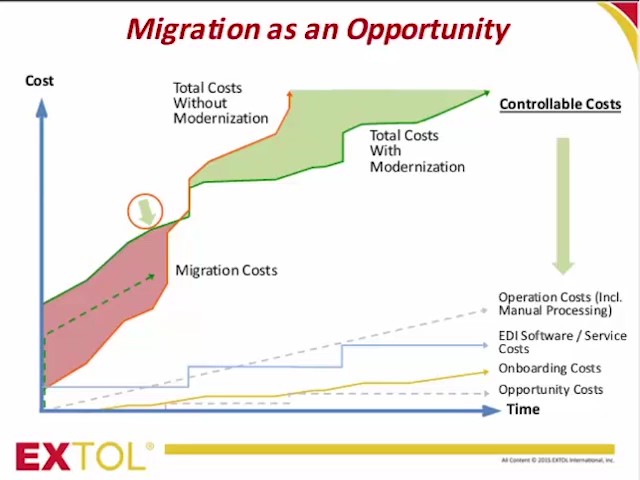 Migration as an Opportunity
Cost
Total Costs
Without
Modernization
Controllable Costs
Total Costs
With
Modernization
Migration Costs
Operation Costs (Incl.
Manual Processing)
EDI Software / Service
Costs
Onboarding Costs
Opportunity Costs
Time
EXTOL®
All Content © 2015 EXTOL International, Inc.